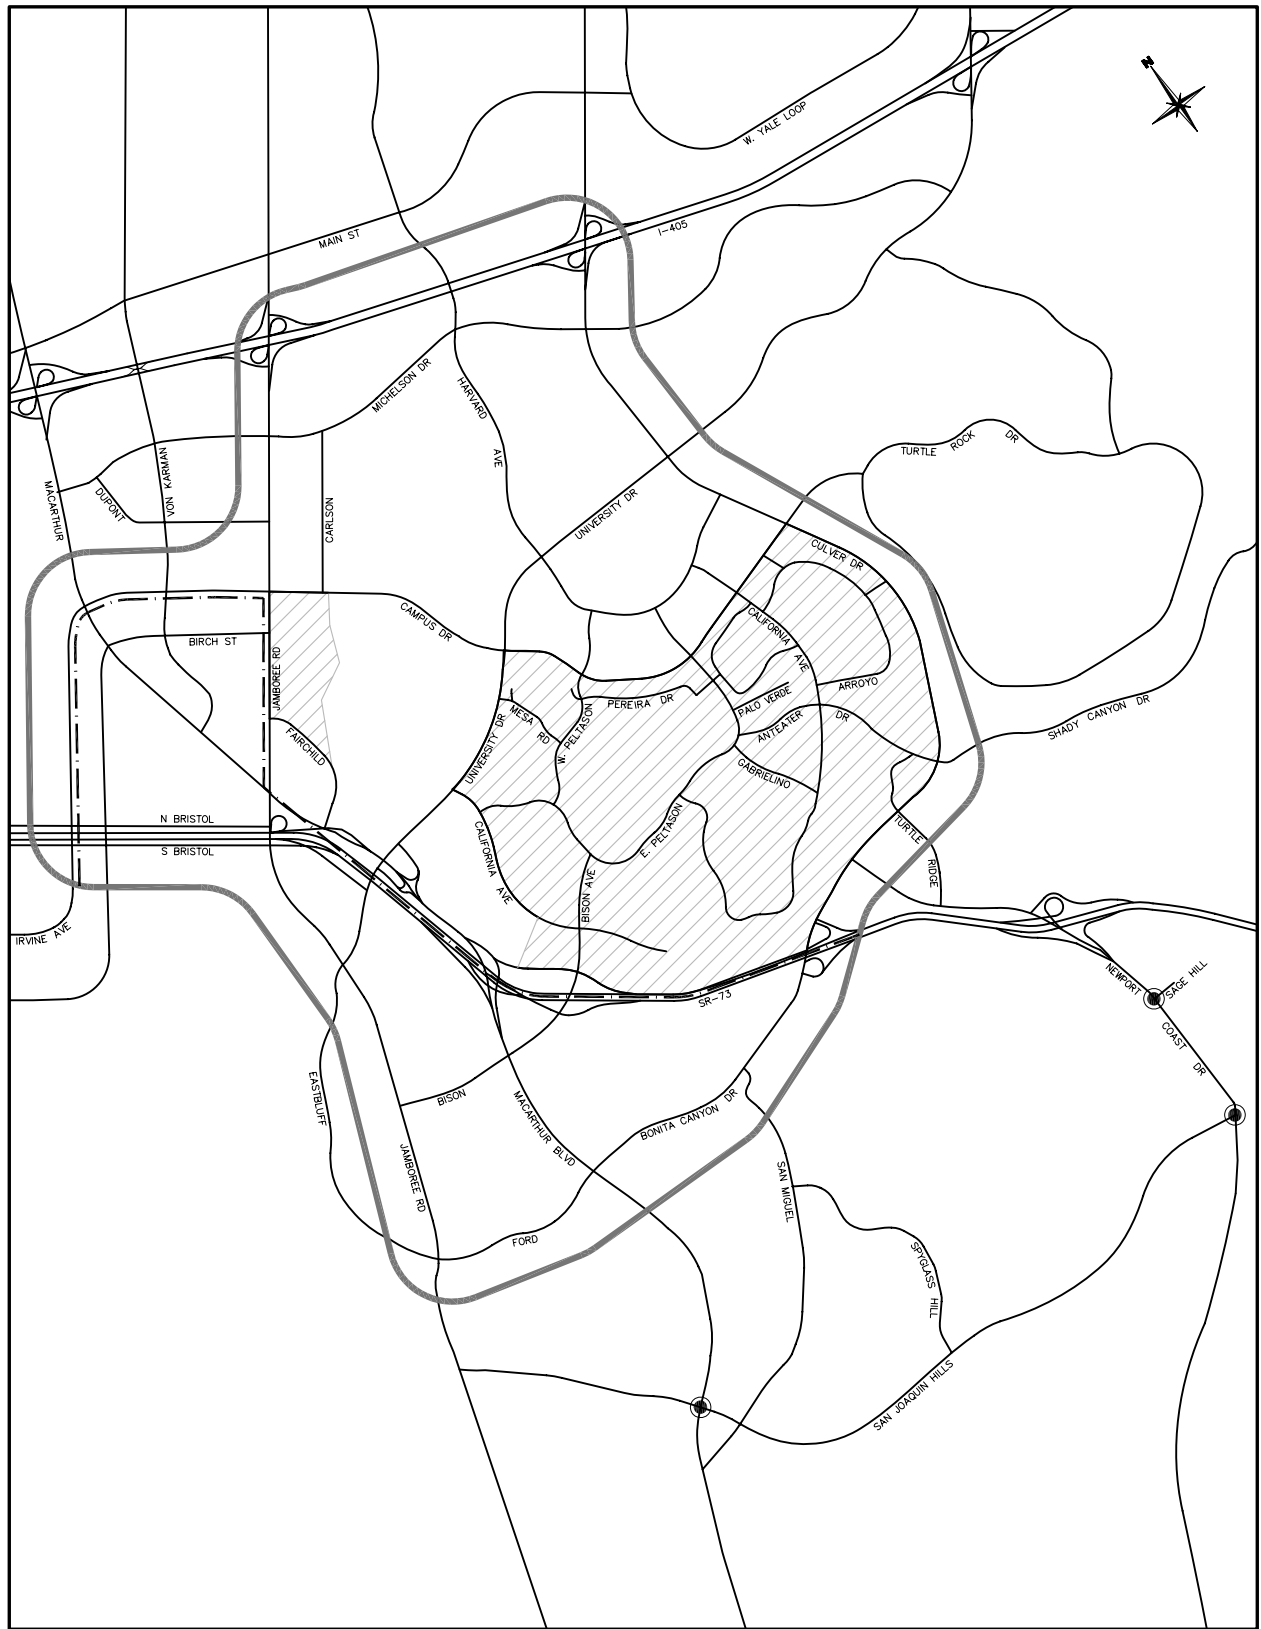 N
W. YALE LOOP
I-405
MAIN ST
MICHELSON DR
HARVARD
AVE
TURTLE ROCK DR
MACARTHUR
DUPONT
VON KARMAN
CARLSON
UNIVERSITY DR
CULVER DR
CAMPUS DR
CALIFORNIA AVE
BIRCH ST
JAMBOREE RD
ARROYO
PALO VERDE
PEREIRA DR
MESA RD
W. PELTASON
ANTEATER DR
SHADY CANYON DR
FAIRCHILD
UNIVERSITY DR
GABRIELINO
N BRISTOL
S BRISTOL
E. PELTASON
TURTLE
RIDGE
CALIFORNIA AVE
BISON AVE
IRVINE AVE
SR-73
NEWPORT
SAGE HILL
COAST DR
EASTBLUFF
BISON
MACARTHUR BLVD
BONITA CANYON DR
JAMBOREE RD
SAN MIGUEL
FORD
SPYGLASS HILL
SAN JOAQUIN HILLS